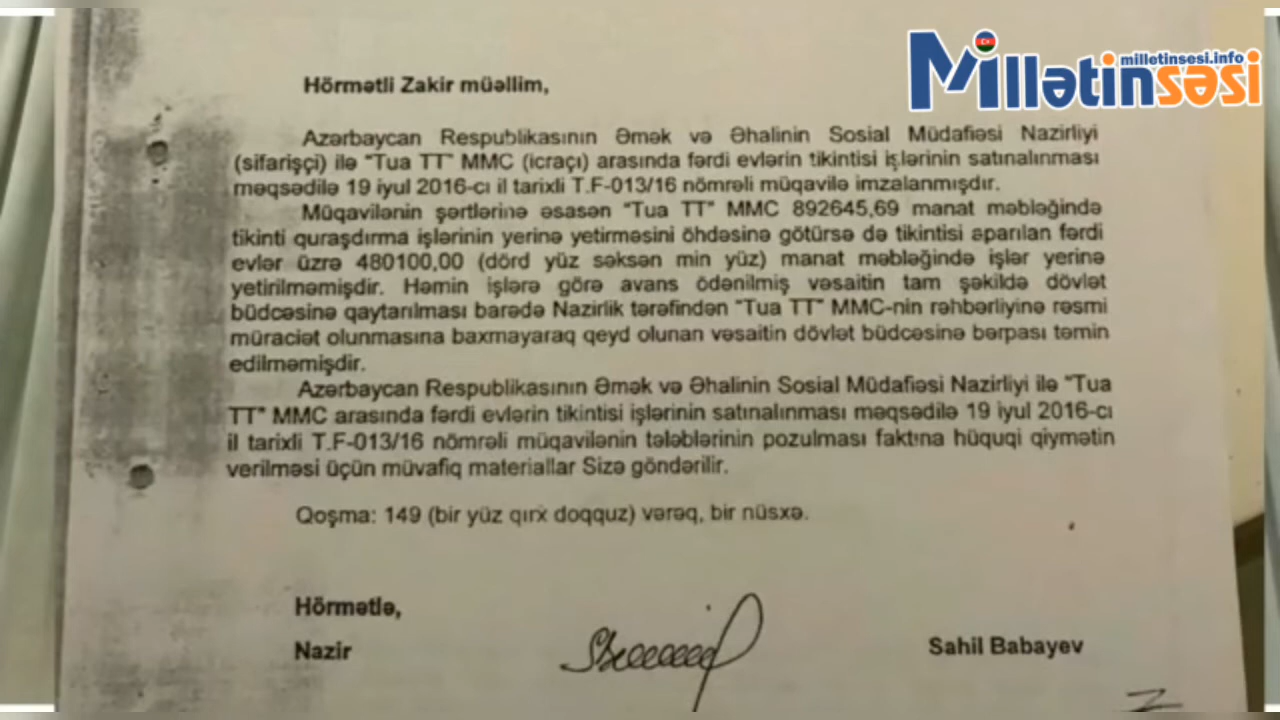 milletinsesi.info
Millətinsəsi
Hörmətli Zakir müəllim,
Azərbaycan Respublikasının Əmək və Əhalinin Sosial Müdafiəsi Nazirliyi
(sifarişçi) ilə "Tua TT" MMC (icraçı) arasında fərdi evlərin tikintisi işlərinin satınalınması
məqsədilə 19 iyul 2016-cı il tarixli T.F-013/16 nömrəli müqavilə imzalanmışdır.
Müqavilənin şərtlərinə əsasən "Tua TT" MMC 892645,69 manat məbləğində
tikinti quraşdırma işlərinin yerinə yetirməsini öhdəsinə götürsə də tikintisi aparılan fərdi
evlər üzrə 480100,00 (dörd yüz səksən min yüz) manat məbləğində işlər yerinə
yetirilməmişdir. Həmin işlərə görə avans ödənilmiş vəsaitin tam şəkildə dövlət
büdcəsinə qaytarılması barədə Nazirlik tərəfindən "Tua TT" MMC-nin rəhbərliyinə rəsmi
müraciət olunmasına baxmayaraq qeyd olunan vəsaitin dövlət büdcəsinə bərpası təmin
edilməmişdir.
Azərbaycan Respublikasının Əmək və Əhalinin Sosial Müdafiəsi Nazirliyi ilə "Tua
TT" MMC arasında fərdi evlərin tikintisi işlərinin satınalınması məqsədilə 19 iyul 2016-cı
il tarixli T.F-013/16 nömrəli müqavilənin tələblərinin pozulması faktına hüquqi qiymətin
verilməsi üçün müvafiq materiallar Sizə göndərilir.
Qoşma: 149 (bir yüz qırx doqquz) vərəq, bir nüsxə.
Hörmətlə,
Nazir
Sahil Babayev